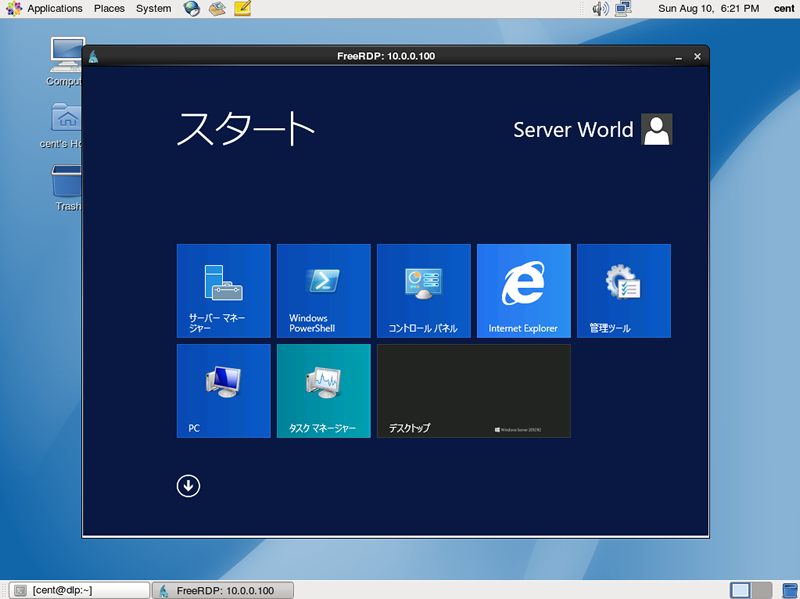 Applications Places System
Sun Aug 10, 6:21 PM cent
FreeRDP: 10.0.0.100
Comput
cent's Ho
Trash
スタート
Server World
サーバー マネー
ジャー
Windows
PowerShell
コントロール パネル
Internet Explorer
管理ツール
PC
タスク マネージャー
デスクトップ
Windows Server 2012 R2
[cent@dlp:~]
FreeRDP: 10.0.0.100